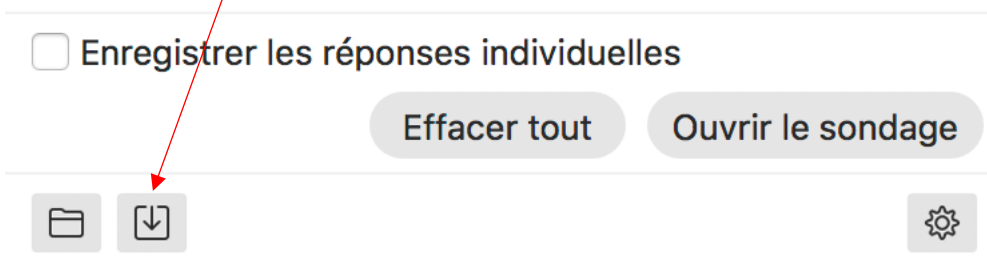 Enregistrer les réponses individuelles
Effacer tout
Ouvrir le sondage